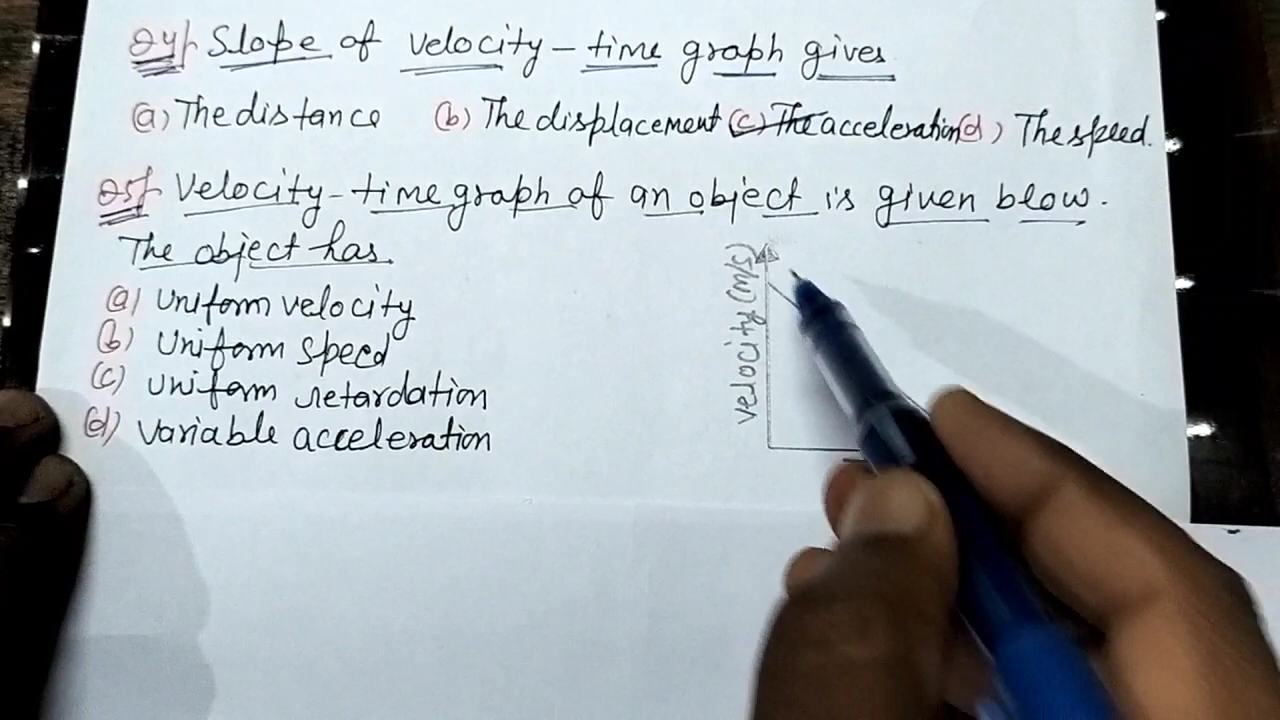 Q4) Slope of velocity-time graph gives
(a) The distance (b) The displacement (c) The acceleration (d) The speed.
Q5) Velocity-time graph of an object is given blow.
The object has.
(a) Uniform velocity
(b) Uniform speed
(c) uniform retardation
(d) variable acceleration
velocity (m/s)